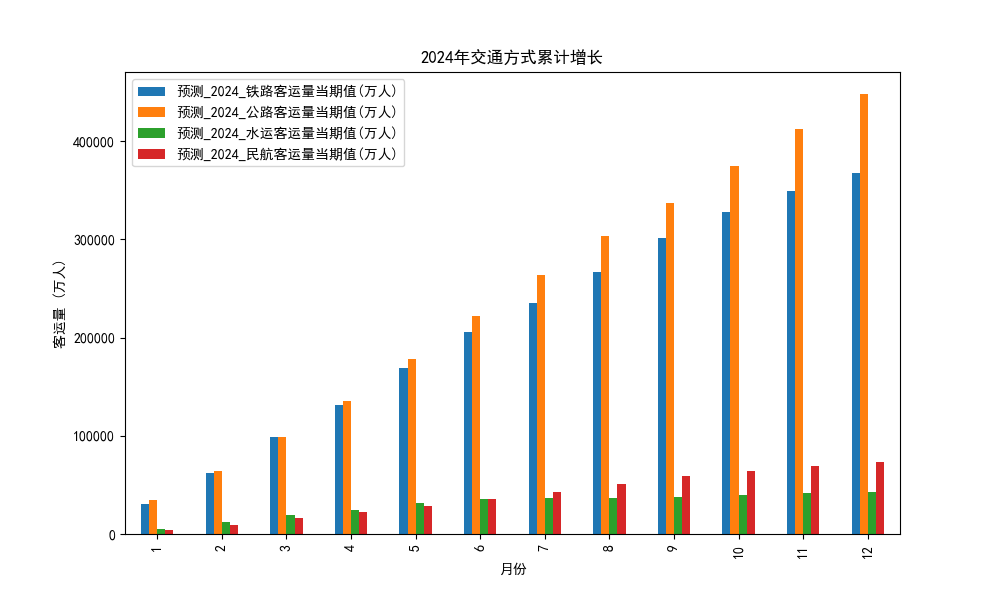 2024年交通方式累计增长
预测_2024_铁路客运量当期值(万人)
预测_2024_公路客运量当期值(万人)
预测_2024_水运客运量当期值(万人)
预测_2024_民航客运量当期值(万人)
客运量 (万人)
400000
300000
200000
100000
0
1 2 3 4 5 6 7 8 9 10 11 12
月份